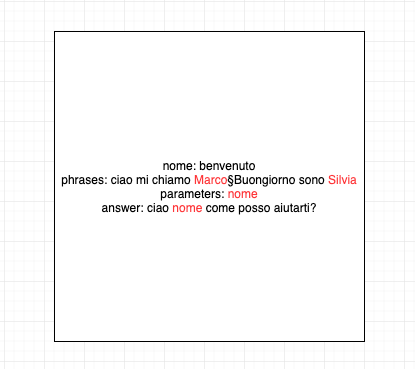 nome: benvenuto
phrases: ciao mi chiamo Marco§Buongiorno sono Silvia
parameters: nome
answer: ciao nome come posso aiutarti?